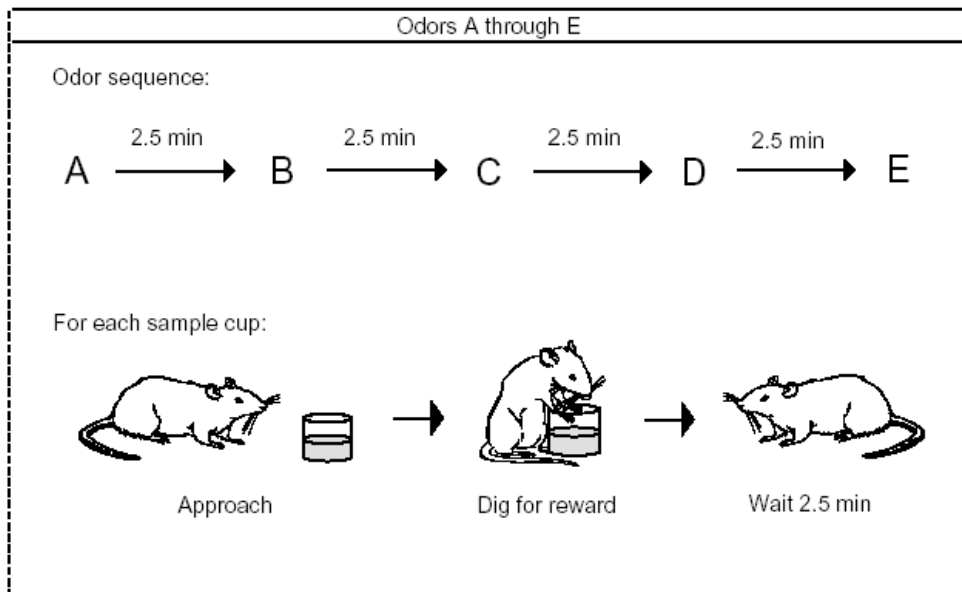 Odors A through E
Odor sequence:
2.5 min 2.5 min 2.5 min 2.5 min
A B C D E
For each sample cup:
Approach Dig for reward Wait 2.5 min